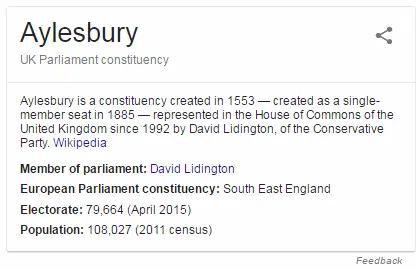 Aylesbury
UK Parliament constituency
Aylesbury is a constituency created in 1553 — created as a single-
member seat in 1885 — represented in the House of Commons of the
United Kingdom since 1992 by David Lidington, of the Conservative
Party. Wikipedia
Member of parliament: David Lidington
European Parliament constituency: South East England
Electorate: 79,664 (April 2015)
Population: 108,027 (2011 census)
Feedback